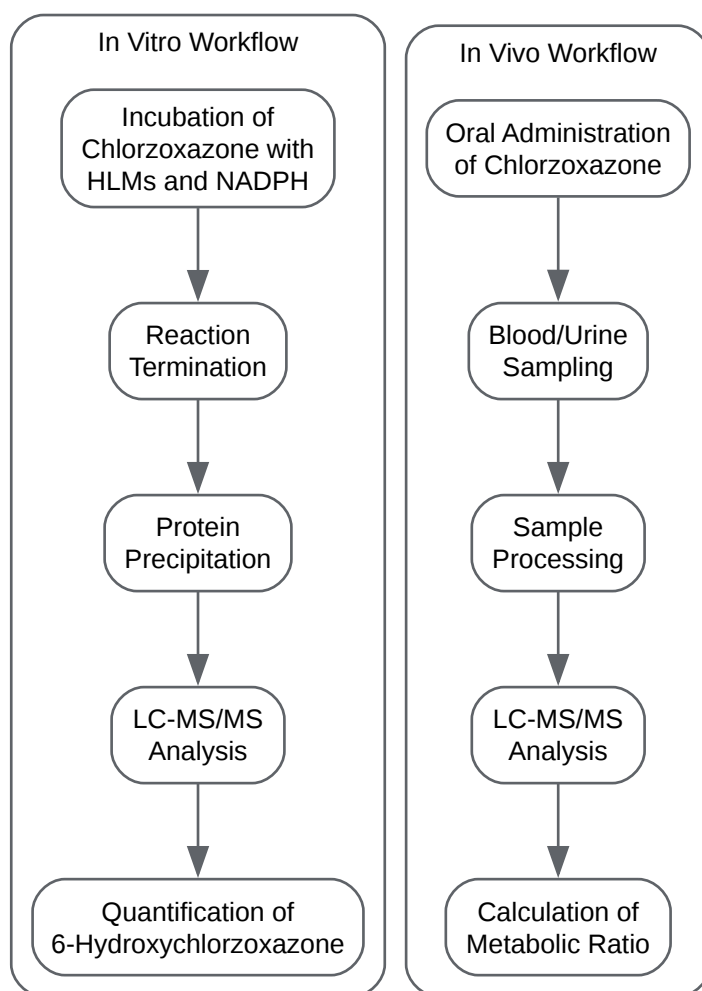 In Vitro Workflow
Incubation of
Chlorzoxazone with
HLMs and NADPH
Reaction
Termination
Protein
Precipitation
LC-MS/MS
Analysis
Quantification of
6-Hydroxychlorzoxazone
In Vivo Workflow
Oral Administration
of Chlorzoxazone
Blood/Urine
Sampling
Sample
Processing
LC-MS/MS
Analysis
Calculation of
Metabolic Ratio